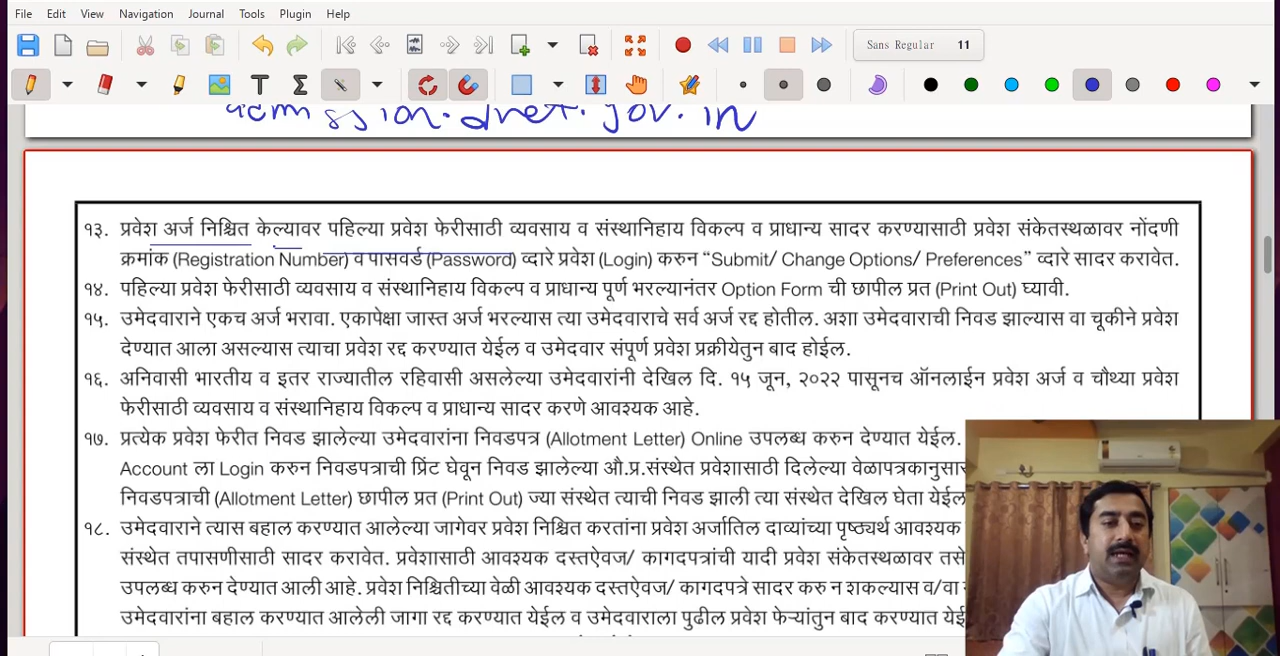 File Edit View Navigation Journal Tools Plugin Help
Sans Regular 11
admission.dvet.gov.in
१३. प्रवेश अर्ज निश्चित केल्यावर पहिल्या प्रवेश फेरीसाठी व्यवसाय व संस्थानिहाय विकल्प व प्राधान्य सादर करण्यासाठी प्रवेश संकेतस्थळावर नोंदणी
क्रमांक (Registration Number) व पासवर्ड (Password) व्दारे प्रवेश (Login) करुन “Submit/ Change Options/ Preferences” व्दारे सादर करावेत.
१४. पहिल्या प्रवेश फेरीसाठी व्यवसाय व संस्थानिहाय विकल्प व प्राधान्य पूर्ण भरल्यानंतर Option Form ची छापील प्रत (Print Out) घ्यावी.
१५. उमेदवाराने एकच अर्ज भरावा. एकापेक्षा जास्त अर्ज भरल्यास त्या उमेदवाराचे सर्व अर्ज रद्द होतील. अशा उमेदवाराची निवड झाल्यास वा चूकीने प्रवेश
देण्यात आला असल्यास त्याचा प्रवेश रद्द करण्यात येईल व उमेदवार संपूर्ण प्रवेश प्रक्रीयेतुन बाद होईल.
१६. अनिवासी भारतीय व इतर राज्यातील रहिवासी असलेल्या उमेदवारांनी देखिल दि. १५ जून, २०२२ पासूनच ऑनलाईन प्रवेश अर्ज व चौथ्या प्रवेश
फेरीसाठी व्यवसाय व संस्थानिहाय विकल्प व प्राधान्य सादर करणे आवश्यक आहे.
१७. प्रत्येक प्रवेश फेरीत निवड झालेल्या उमेदवारांना निवडपत्र (Allotment Letter) Online उपलब्ध करुन देण्यात येईल.
Account ला Login करुन निवडपत्राची प्रिंट घेवून निवड झालेल्या औ.प्र.संस्थेत प्रवेशासाठी दिलेल्या वेळापत्रकानुसार
निवडपत्राची (Allotment Letter) छापील प्रत (Print Out) ज्या संस्थेत त्याची निवड झाली त्या संस्थेत देखिल घेता येईल
१८. उमेदवाराने त्यास बहाल करण्यात आलेल्या जागेवर प्रवेश निश्चित करतांना प्रवेश अर्जातिल दाव्यांच्या पृष्ठ्यर्थ आवश्यक
संस्थेत तपासणीसाठी सादर करावेत. प्रवेशासाठी आवश्यक दस्तऐवज/ कागदपत्रांची यादी प्रवेश संकेतस्थळावर तसे
उपलब्ध करुन देण्यात आली आहे. प्रवेश निश्चितीच्या वेळी आवश्यक दस्तऐवज/ कागदपत्रे सादर करु न शकल्यास व/वा
उमेदवारांना बहाल करण्यात आलेली जागा रद्द करण्यात येईल व उमेदवाराला पुढील प्रवेश फेऱ्यांतुन बाद करण्यात येई